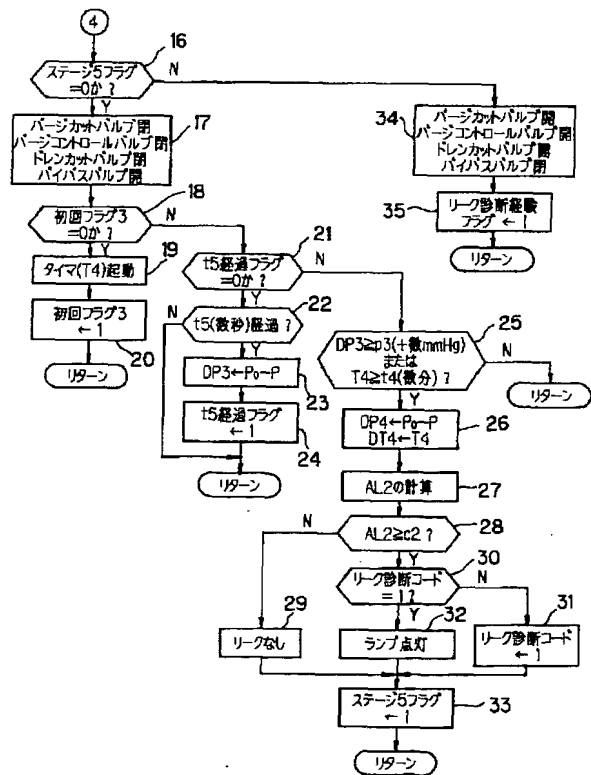 4
16
ステージ5フラグ
=0か?
N
Y
17
パージカットバルブ閉
パージコントロールバルブ閉
ドレンカットバルブ閉
バイパスバルブ開
34
パージカットバルブ開
パージコントロールバルブ開
ドレンカットバルブ開
バイパスバルブ閉
18
初回フラグ3
=0か?
N
Y
35
リーク診断経験
フラグ ← 1
リターン
19
タイマ(T4)起動
初回フラグ3
← 1
20
リターン
21
t5経過フラグ
=0か?
N
Y
22
N
t5(微秒)経過?
Y
DP3←P₀~P
23
t5経過フラグ
← 1
24
リターン
25
DP3≧p3(+微mmHg)
または
T4≧t4(微分)?
N
Y
リターン
DP4←P₀~P
DT4←T4
26
AL2の計算
27
N
AL2≧c2?
28
Y
30
リーク診断コード
=1?
N
Y
29
リークなし
32
ランプ点灯
31
リーク診断コード
← 1
ステージ5フラグ
← 1
33
リターン